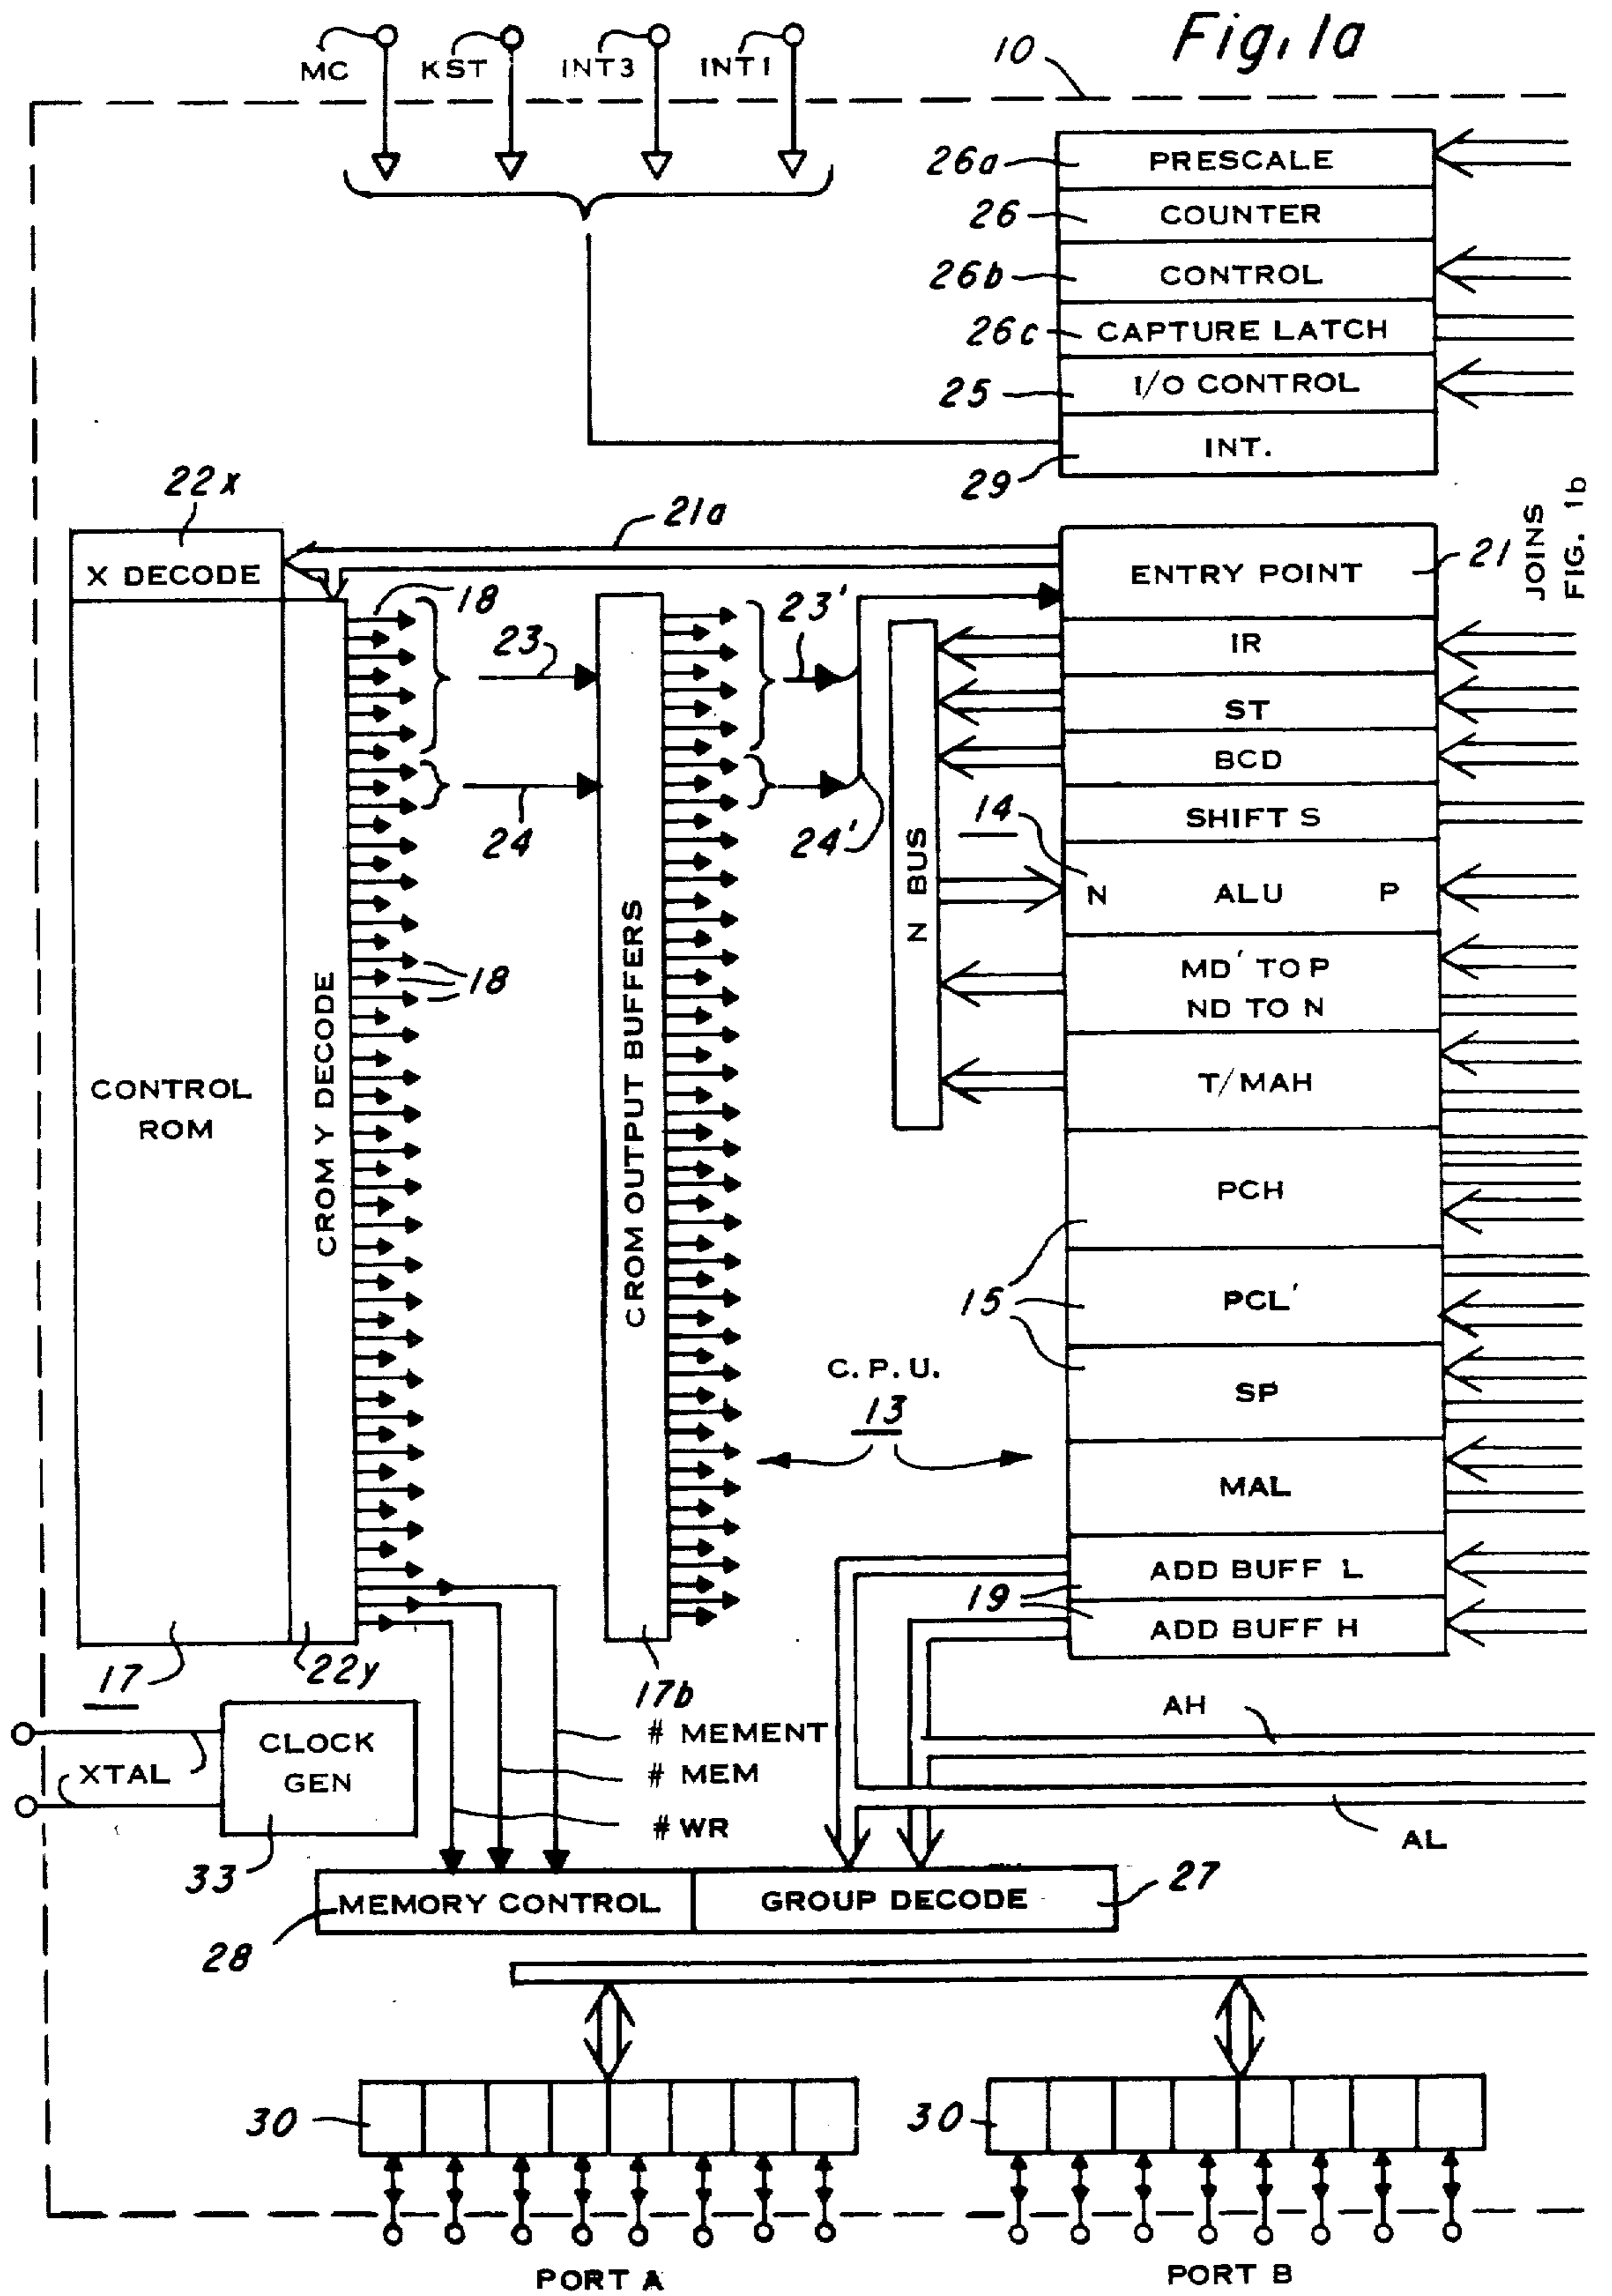 Fig. 1a
10
MC
KST
INT3
INT1
26a
PRESCALE
26
COUNTER
26b
CONTROL
26c
CAPTURE LATCH
25
I/O CONTROL
INT.
29
JOINS
FIG. 1b
22x
X DECODE
21a
ENTRY POINT
21
18
23
23'
IR
ST
BCD
24
24'
SHIFT S
14
N
ALU
P
18
N BUS
MD' TO P
ND TO N
T/MAH
CONTROL
ROM
CROM Y DECODE
CROM OUTPUT BUFFERS
PCH
15
PCL'
SP
C.P.U.
13
MAL
ADD BUFF L
19
ADD BUFF H
17
22y
17b
# MEMENT
# MEM
# WR
AH
AL
XTAL
CLOCK
GEN
33
MEMORY CONTROL
GROUP DECODE
27
28
30
30
PORT A
PORT B